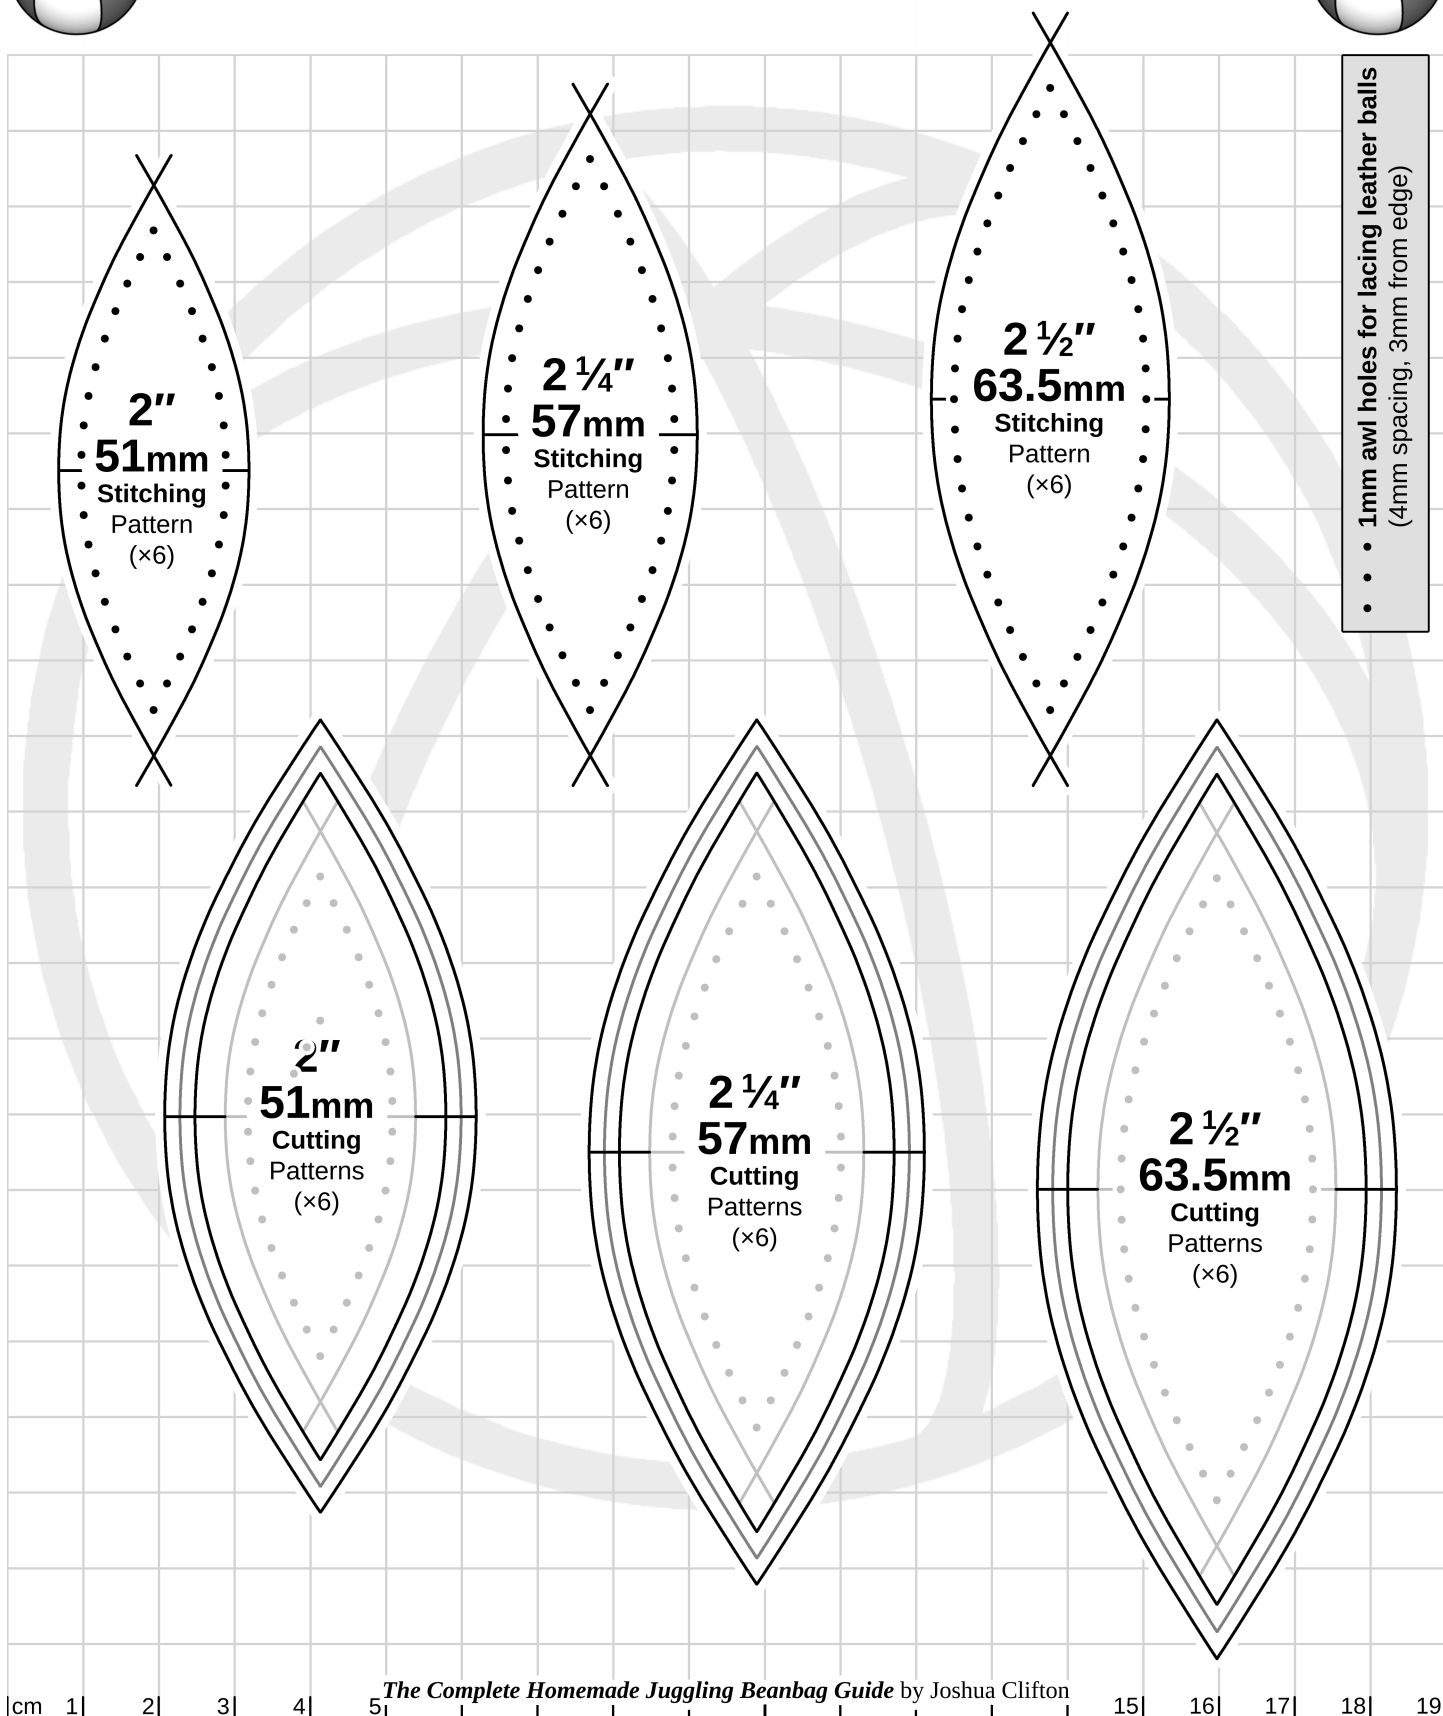 2″
51mm
Stitching
Pattern
(×6)
2 ¼″
57mm
Stitching
Pattern
(×6)
2 ½″
63.5mm
Stitching
Pattern
(×6)
1mm awl holes for lacing leather balls
(4mm spacing, 3mm from edge)
2″
51mm
Cutting
Patterns
(×6)
2 ¼″
57mm
Cutting
Patterns
(×6)
2 ½″
63.5mm
Cutting
Patterns
(×6)
The Complete Homemade Juggling Beanbag Guide by Joshua Clifton
cm 1 2 3 4 5 15 16 17 18 19